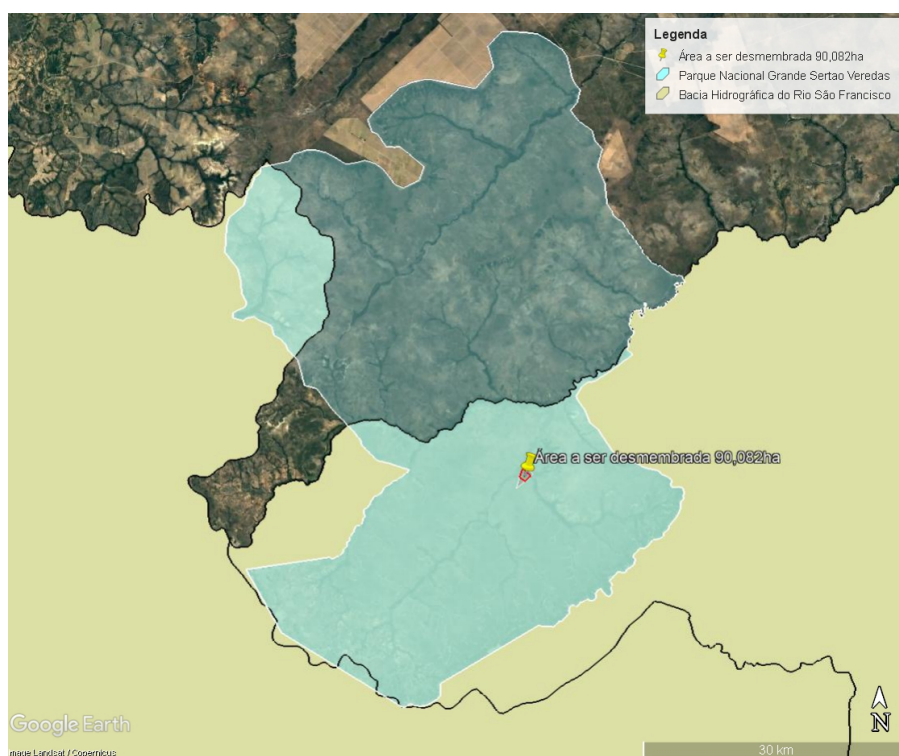 Legenda
Área a ser desmembrada 90,082ha
Parque Nacional Grande Sertao Veredas
Bacia Hidrográfica do Rio São Francisco
Área a ser desmembrada 90,082ha
Google Earth
N
Image Landsat / Copernicus
30 km